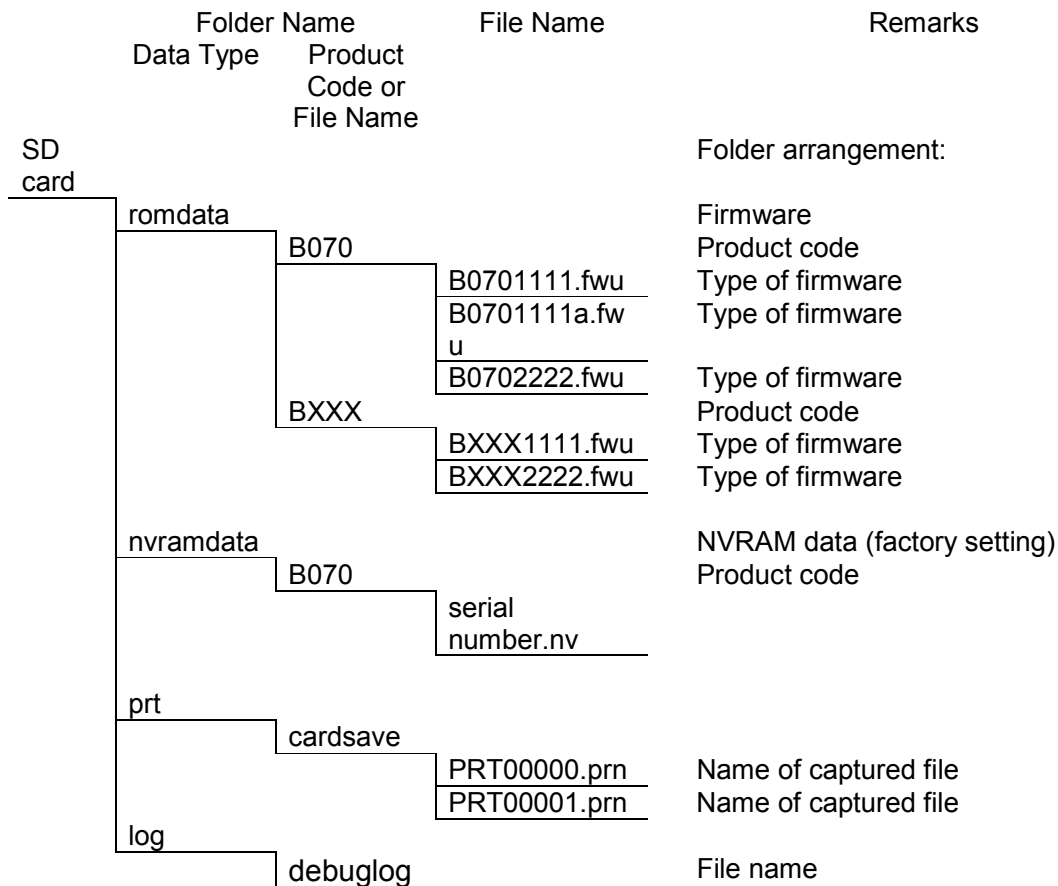 Folder Name File Name Remarks
Data Type Product
Code or
File Name
SD Folder arrangement:
card
romdata Firmware
B070 Product code
B0701111.fwu Type of firmware
B0701111a.fw Type of firmware
u
B0702222.fwu Type of firmware
BXXX Product code
BXXX1111.fwu Type of firmware
BXXX2222.fwu Type of firmware
nvramdata NVRAM data (factory setting)
B070 Product code
serial
number.nv
prt
cardsave
PRT00000.prn Name of captured file
PRT00001.prn Name of captured file
log
debuglog File name